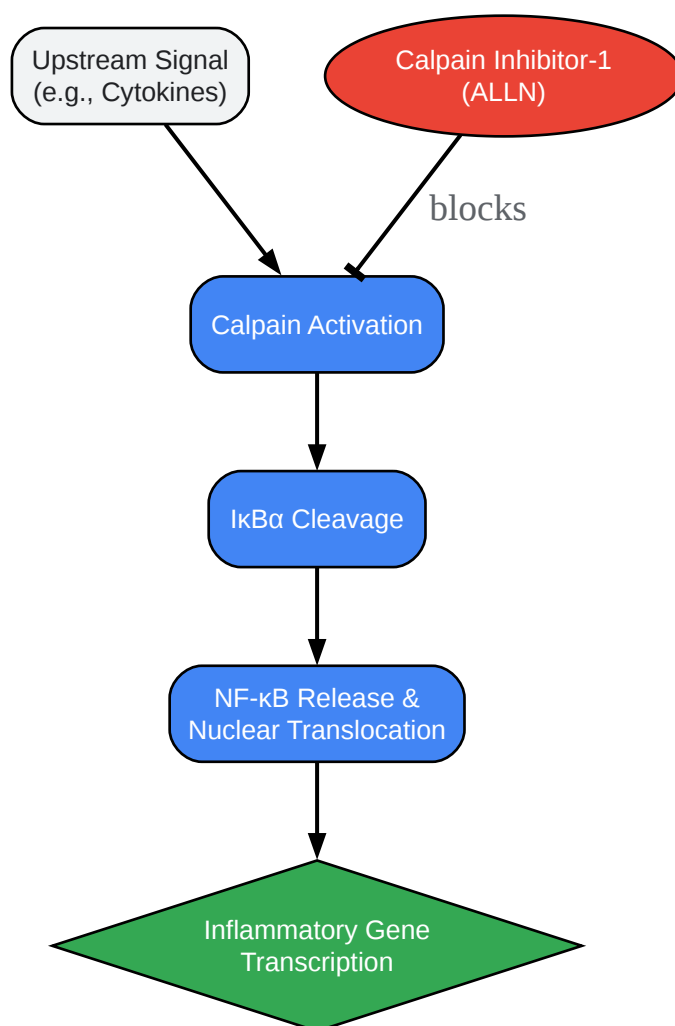 Upstream Signal
(e.g., Cytokines)
Calpain Inhibitor-1
(ALLN)
blocks
Calpain Activation
IκBα Cleavage
NF-κB Release &
Nuclear Translocation
Inflammatory Gene
Transcription